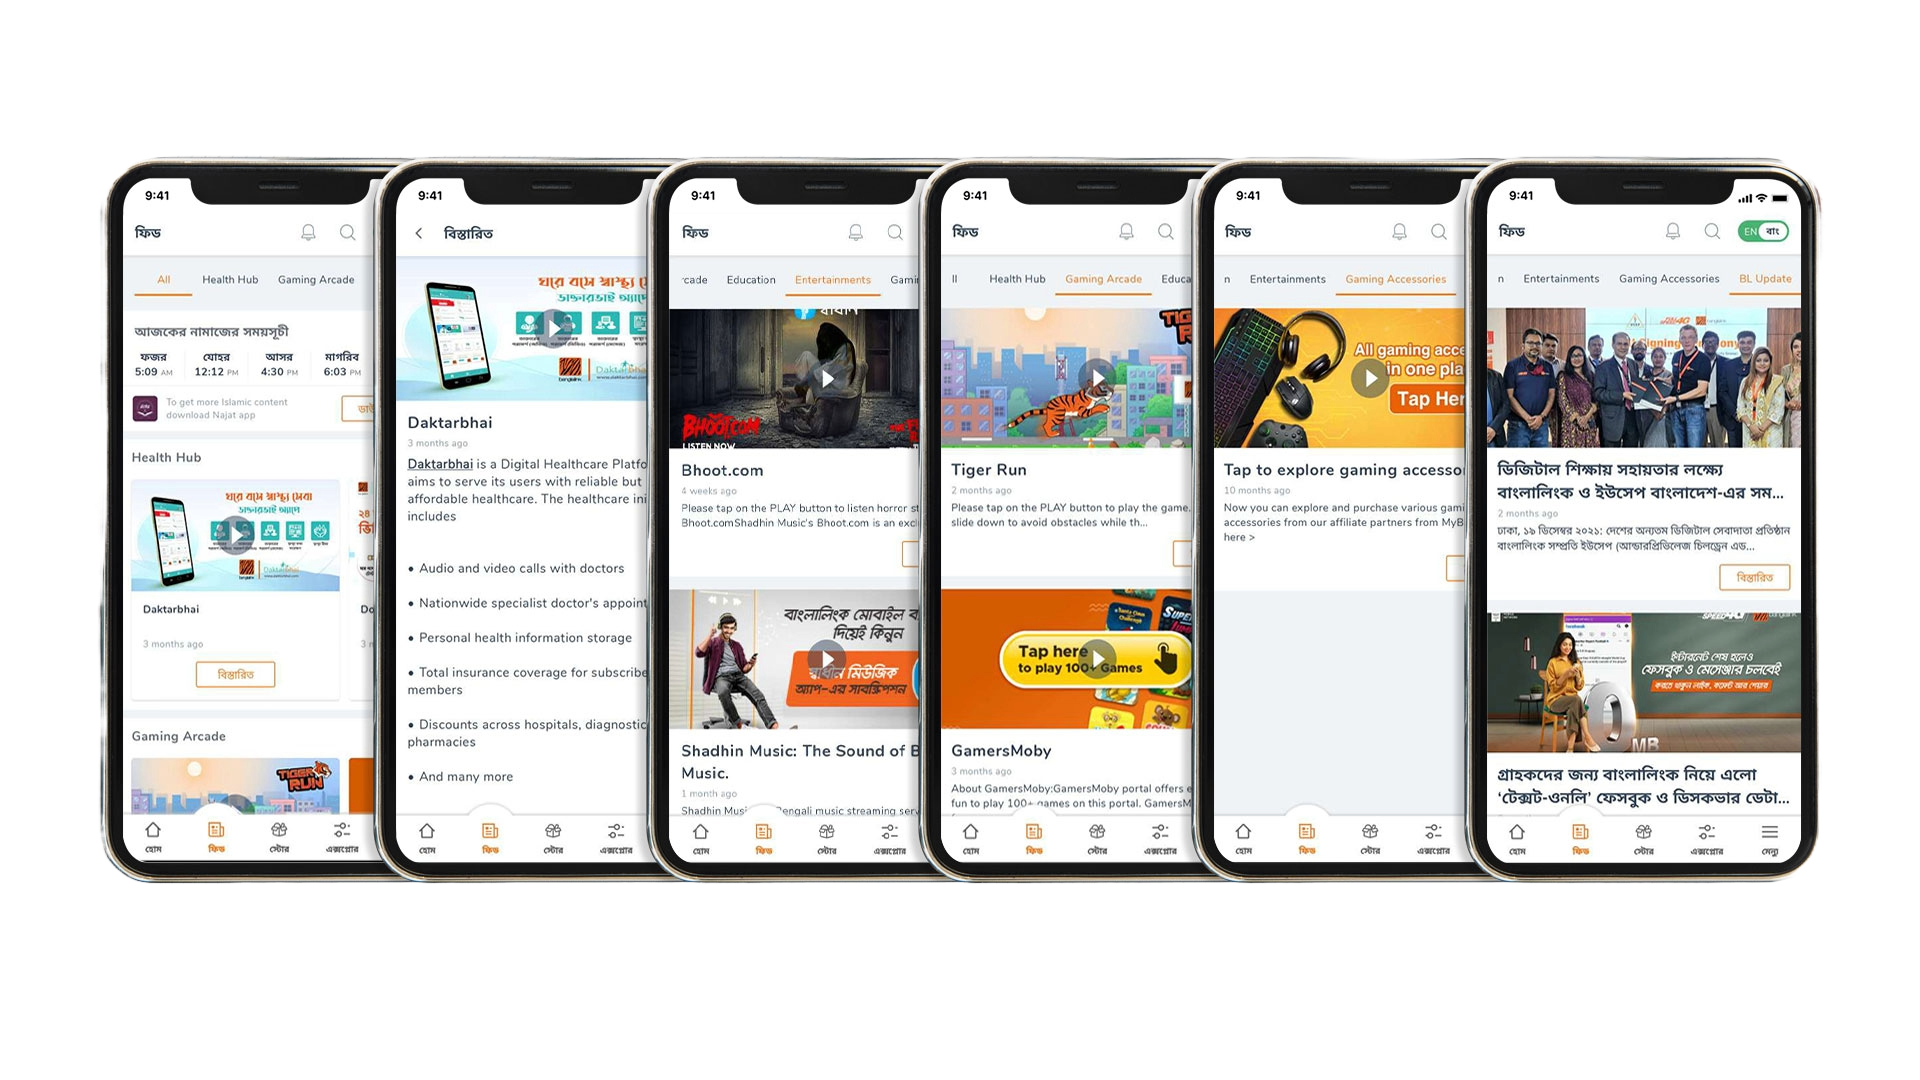 9:41
ফিড
All Health Hub Gaming Arcade
আজকের নামাজের সময়সূচী
ফজর যোহর আসর মাগরিব
5:09 AM 12:12 PM 4:30 PM 6:03 PM
To get more Islamic content
download Najat app
Health Hub
ঘরে বসে স্বাস্থ্য সেবা
ডাক্তারভাই অ্যাপে
banglalink
Daktarbhai
Daktarbhai
3 months ago
বিস্তারিত
Gaming Arcade
TIGER
RUN
হোম ফিড স্টোর এক্সপ্লোর
9:41
বিস্তারিত
ঘরে বসে স্বাস্থ্য
ডাক্তারভাই অ্যাপে
banglalink
Daktarbhai
3 months ago
Daktarbhai is a Digital Healthcare Platfo
aims to serve its users with reliable but
affordable healthcare. The healthcare ini
includes
• Audio and video calls with doctors
• Nationwide specialist doctor's appoint
• Personal health information storage
• Total insurance coverage for subscribe
members
• Discounts across hospitals, diagnostic
pharmacies
• And many more
হোম ফিড স্টোর এক্সপ্লোর
9:41
ফিড
rcade Education Entertainments Gami
BHOOT.COM
LISTEN NOW
Bhoot.com
4 weeks ago
Please tap on the PLAY button to listen horror st
Bhoot.comShadhin Music's Bhoot.com is an excl
বাংলালিংক মোবাইল ব
দিয়েই কিনুন
স্বাধীন মিউজিক
অ্যাপ-এর সাবস্ক্রিপশন
Shadhin Music: The Sound of B
Music.
1 month ago
Shadhin Music Bengali music streaming serv
হোম ফিড স্টোর এক্সপ্লোর
9:41
ফিড
ll Health Hub Gaming Arcade Educa
TIG
RU
Tiger Run
2 months ago
Please tap on the PLAY button to play the game.
slide down to avoid obstacles while th...
Tap here
to play 100+ Games
GamersMoby
3 months ago
About GamersMoby:GamersMoby portal offers e
fun to play 100+ games on this portal. GamersM
হোম ফিড স্টোর এক্সপ্লোর
9:41
ফিড
n Entertainments Gaming Accessories
All gaming acce
in one pla
Tap Her
Tap to explore gaming accesso
10 months ago
Now you can explore and purchase various gami
accessories from our affiliate partners from MyB
here >
হোম ফিড স্টোর এক্সপ্লোর
9:41
ফিড EN বাং
n Entertainments Gaming Accessories BL Update
ডিজিটাল শিক্ষায় সহায়তার লক্ষ্যে
বাংলালিংক ও ইউসেপ বাংলাদেশ-এর সম...
2 months ago
ঢাকা, ১৯ ডিসেম্বর ২০২১: দেশের অন্যতম ডিজিটাল সেবাদাতা প্রতিষ্ঠান
বাংলালিংক সম্প্রতি ইউসেপ (আন্ডারপ্রিভিলেজ চিলড্রেন এড...
বিস্তারিত
ইন্টারনেট শেষ হলেও
ফেসবুক ও মেসেঞ্জার চলবেই
করতে থাকুন লাইক, কমেন্ট আর শেয়ার
0 MB
গ্রাহকদের জন্য বাংলালিংক নিয়ে এলো
'টেক্সট-ওনলি' ফেসবুক ও ডিসকভার ডেটা...
হোম ফিড স্টোর এক্সপ্লোর মেনু